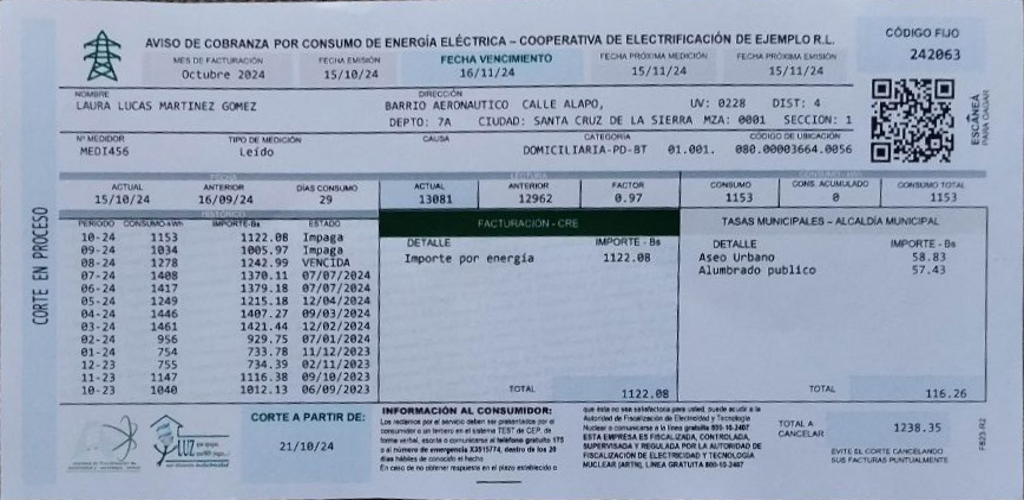 AVISO DE COBRANZA POR CONSUMO DE ENERGÍA ELÉCTRICA – COOPERATIVA DE ELECTRIFICACIÓN DE EJEMPLO R.L.
CÓDIGO FIJO
242063
MES DE FACTURACIÓN FECHA EMISIÓN FECHA VENCIMIENTO FECHA PRÓXIMA MEDICIÓN FECHA PRÓXIMA EMISIÓN
Octubre 2024 15/10/24 16/11/24 15/11/24 15/11/24
NOMBRE DIRECCIÓN
LAURA LUCAS MARTINEZ GOMEZ BARRIO AERONAUTICO CALLE ALAPO, UV: 0228 DIST: 4
DEPTO: 7A CIUDAD: SANTA CRUZ DE LA SIERRA MZA: 0001 SECCION: 1
ESCÁNEA
Nº MEDIDOR TIPO DE MEDICIÓN CAUSA CATEGORIA CÓDIGO DE UBICACIÓN
MEDI456 Leído DOMICILIARIA-PD-BT 01.001. 080.00003664.0056
FECHA LECTURA
ACTUAL ANTERIOR DÍAS CONSUMO ACTUAL ANTERIOR FACTOR CONSUMO CONS. ACUMULADO CONSUMO TOTAL
15/10/24 16/09/24 29 13081 12962 0.97 1153 0 1153
CORTE EN PROCESO
HISTÓRICO
PERIODO CONSUMO-kWh IMPORTE-Bs ESTADO
10-24 1153 1122.08 Impaga
09-24 1034 1005.97 Impaga
08-24 1278 1242.99 VENCIDA
07-24 1408 1370.11 07/07/2024
06-24 1417 1379.18 07/07/2024
05-24 1249 1215.18 12/04/2024
04-24 1446 1407.27 09/03/2024
03-24 1461 1421.44 12/02/2024
02-24 956 929.75 07/01/2024
01-24 754 733.78 11/12/2023
12-23 755 734.39 02/11/2023
11-23 1147 1116.38 09/10/2023
10-23 1040 1012.13 06/09/2023
FACTURACIÓN - CRE
DETALLE IMPORTE - Bs
Importe por energía 1122.08
TOTAL 1122.08
TASAS MUNICIPALES – ALCALDÍA MUNICIPAL
DETALLE IMPORTE - Bs
Aseo Urbano 58.83
Alumbrado publico 57.43
TOTAL 116.26
LUZ
CORTE A PARTIR DE:
21/10/24
INFORMACIÓN AL CONSUMIDOR:
Los reclamos por el servicio deben ser presentados por el
consumidor o un tercero en el sistema TEST de CEP, de
forma verbal, escrita o comunicarse al teléfono gratuito 175
o al número de emergencia X3515774, dentro de los 20
días hábiles de conocido el hecho
En caso de no obtener respuesta en el plazo establecido o
que ésta no sea satisfactoria para usted, puede acudir a la
Autoridad de Fiscalización de Electricidad y Tecnología
Nuclear o comunicarse a la línea gratuita 800-10-2407
ESTA EMPRESA ES FISCALIZADA, CONTROLADA,
SUPERVISADA Y REGULADA POR LA AUTORIDAD DE
FISCALIZACIÓN DE ELECTRICIDAD Y TECNOLOGÍA
NUCLEAR (AETN), LINEA GRATUITA 800-10-2407
TOTAL A
CANCELAR
1238.35
EVITE EL CORTE CANCELANDO
SUS FACTURAS PUNTUALMENTE